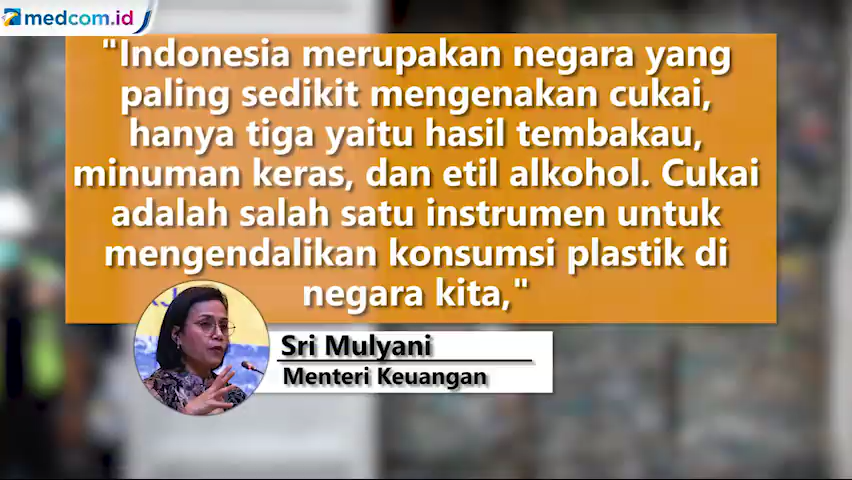 medcom.id
"Indonesia merupakan negara yang
paling sedikit mengenakan cukai,
hanya tiga yaitu hasil tembakau,
minuman keras, dan etil alkohol. Cukai
adalah salah satu instrumen untuk
mengendalikan konsumsi plastik di
negara kita,"
Sri Mulyani
Menteri Keuangan